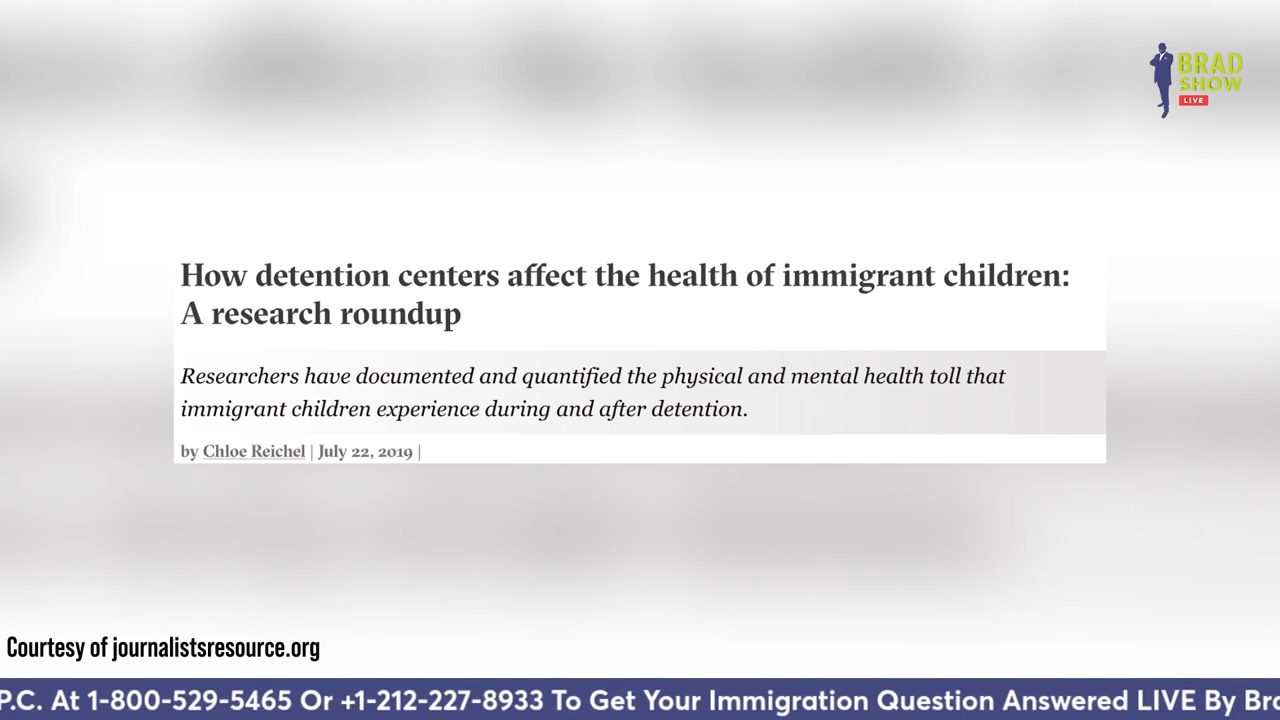 BRAD
SHOW
LIVE
How detention centers affect the health of immigrant children:
A research roundup
Researchers have documented and quantified the physical and mental health toll that
immigrant children experience during and after detention.
by Chloe Reichel | July 22, 2019 |
Courtesy of journalistsresource.org
P.C. At 1-800-529-5465 Or +1-212-227-8933 To Get Your Immigration Question Answered LIVE By Bra